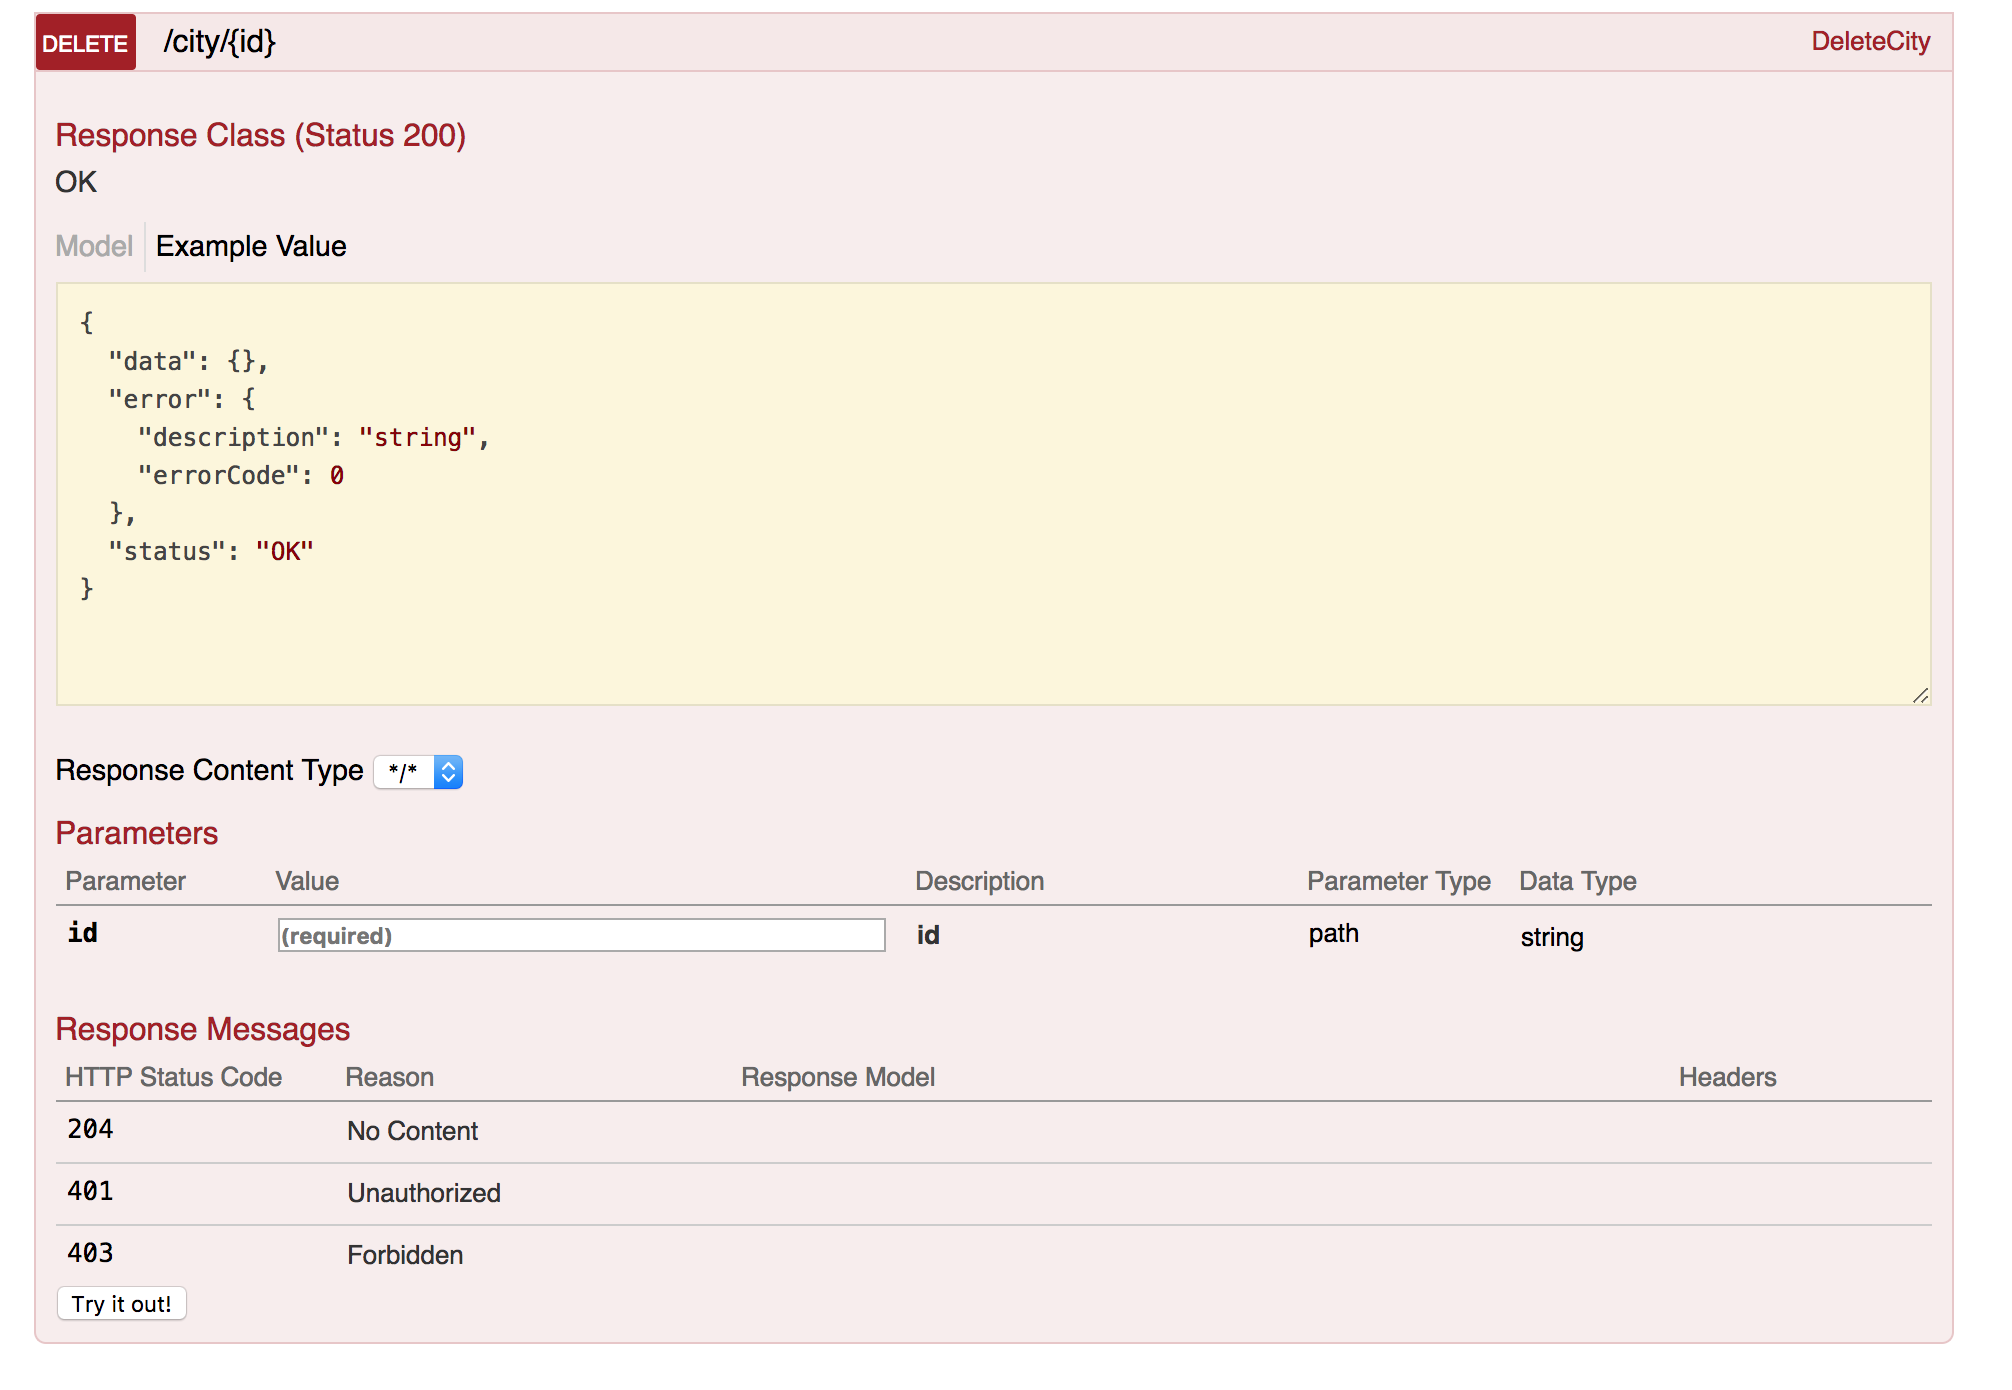 DELETE /city/{id} DeleteCity
Response Class (Status 200)
OK
Model Example Value
{
  "data": {},
  "error": {
    "description": "string",
    "errorCode": 0
  },
  "status": "OK"
}
Response Content Type */*
Parameters
Parameter Value Description Parameter Type Data Type
id (required) id path string
Response Messages
HTTP Status Code Reason Response Model Headers
204 No Content
401 Unauthorized
403 Forbidden
Try it out!